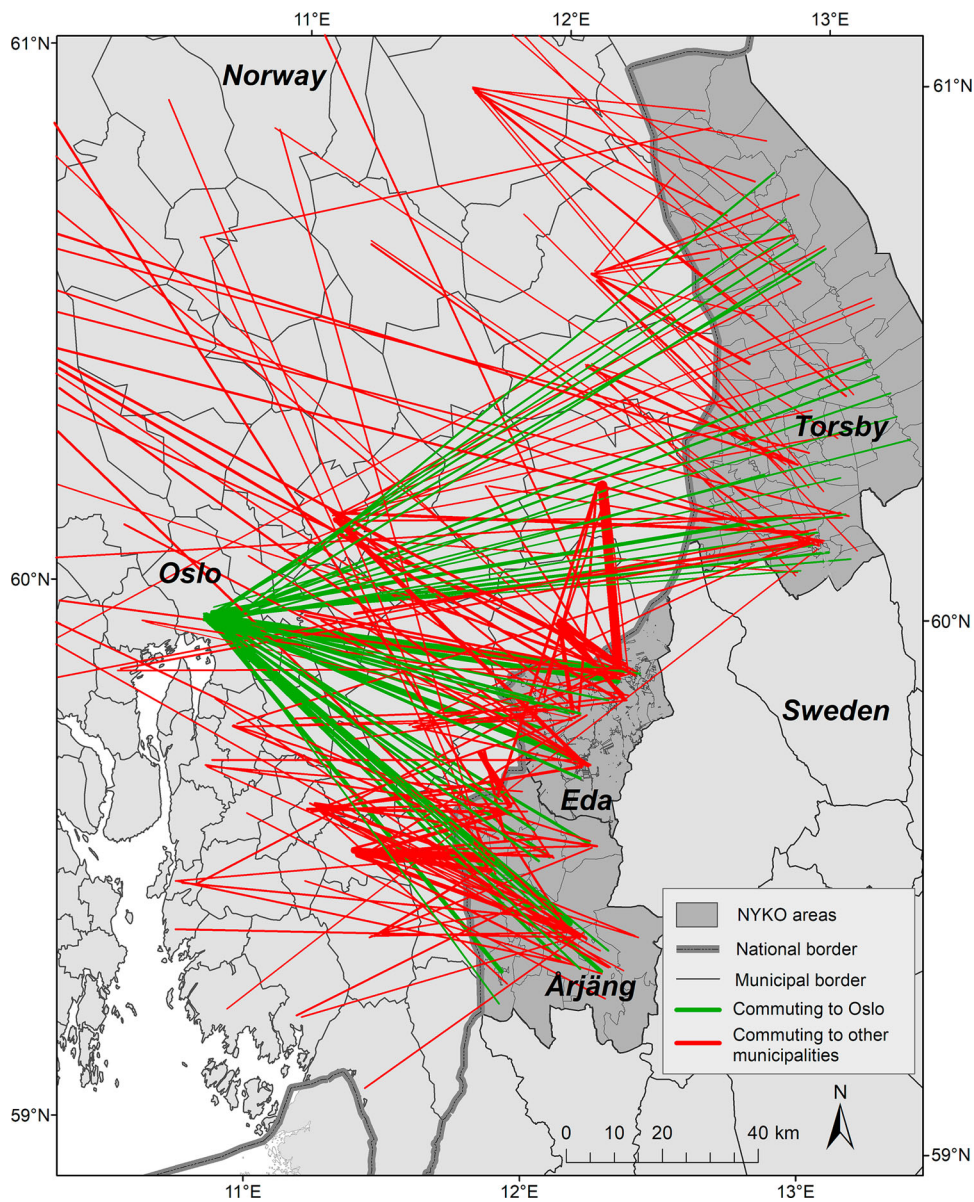 11°E
12°E
13°E
61°N
Norway
61°N
Torsby
60°N
Oslo
60°N
Sweden
Eda
NYKO areas
National border
Municipal border
Årjäng
Commuting to Oslo
Commuting to other
municipalities
N
59°N
0 10 20 40 km
59°N
11°E
12°E
13°E